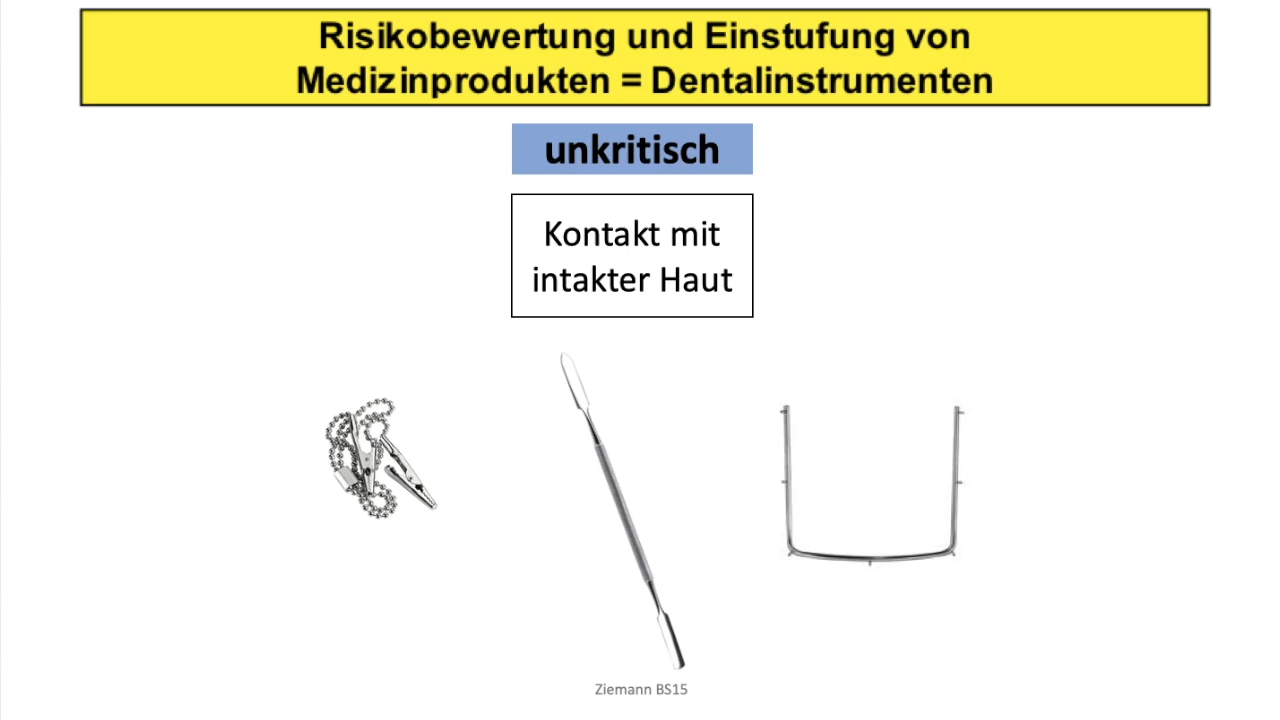 Risikobewertung und Einstufung von
Medizinprodukten = Dentalinstrumenten
unkritisch
Kontakt mit
intakter Haut
Ziemann BS15